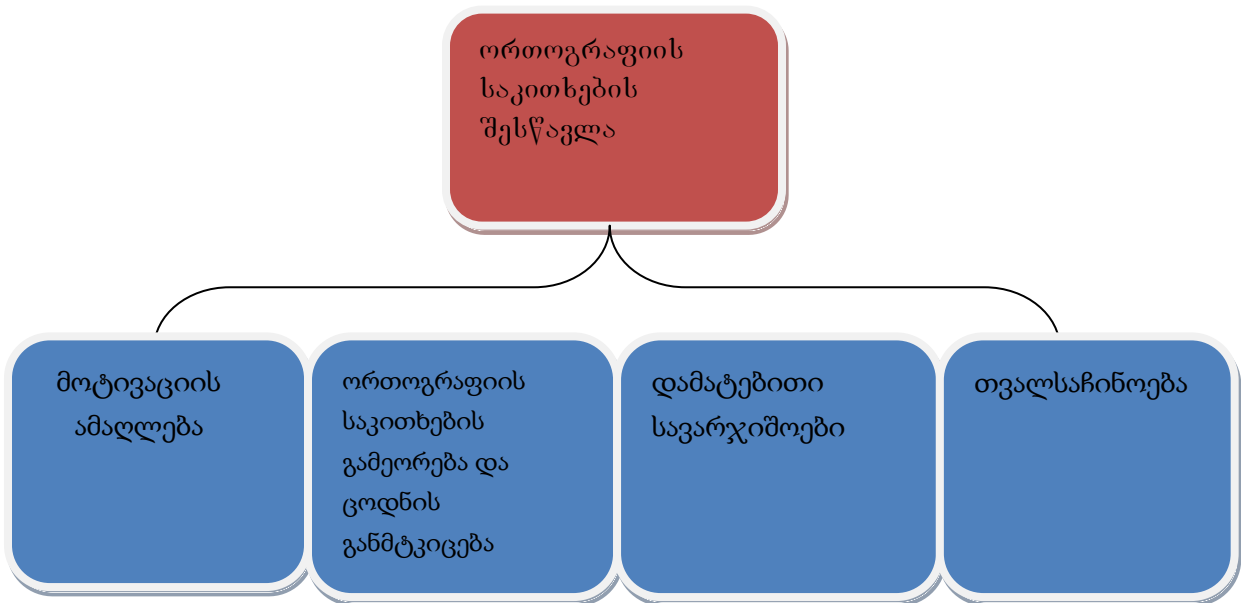 ორთოგრაფიის
საკითხების
შესწავლა
მოტივაციის
ამაღლება
ორთოგრაფიის
საკითხების
გამეორება და
ცოდნის
განმტკიცება
დამატებითი
სავარჯიშოები
თვალსაჩინოება